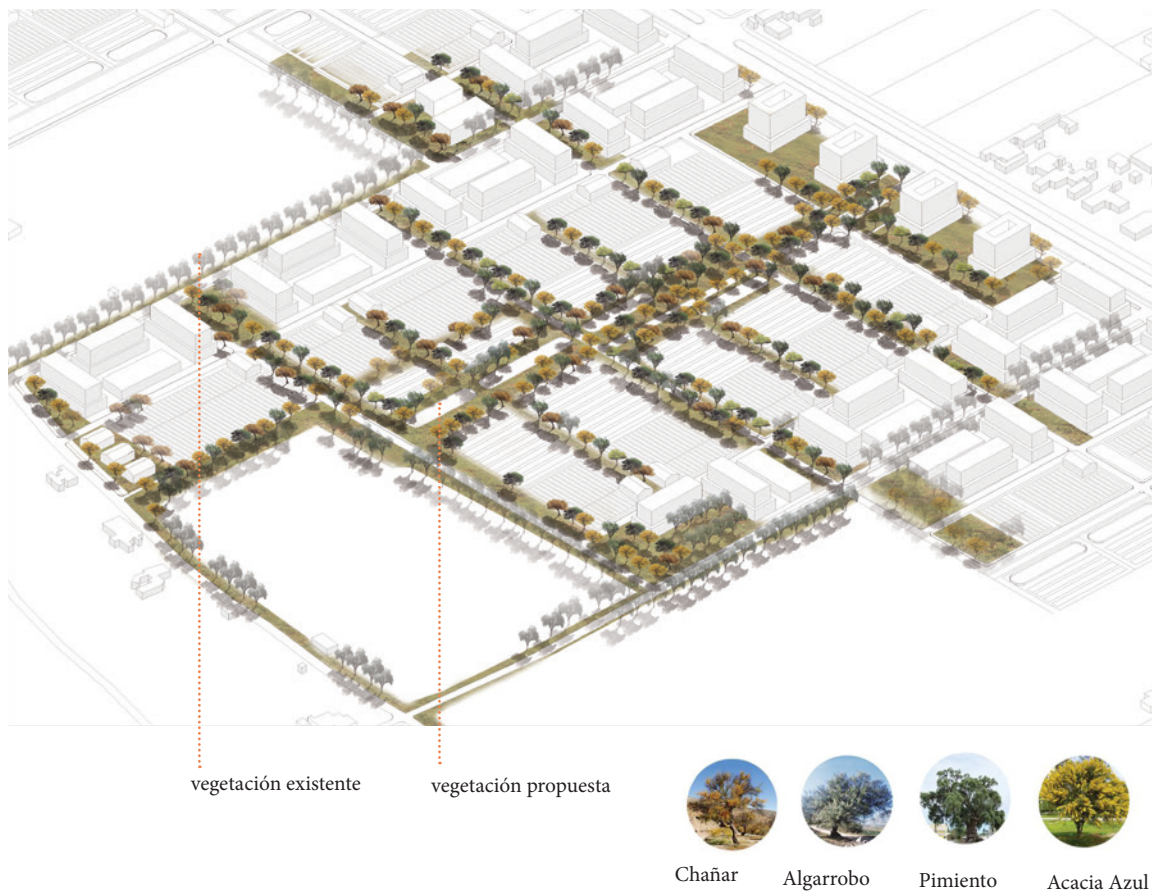 vegetación existente
vegetación propuesta
Chañar
Algarrobo
Pimiento
Acacia Azul